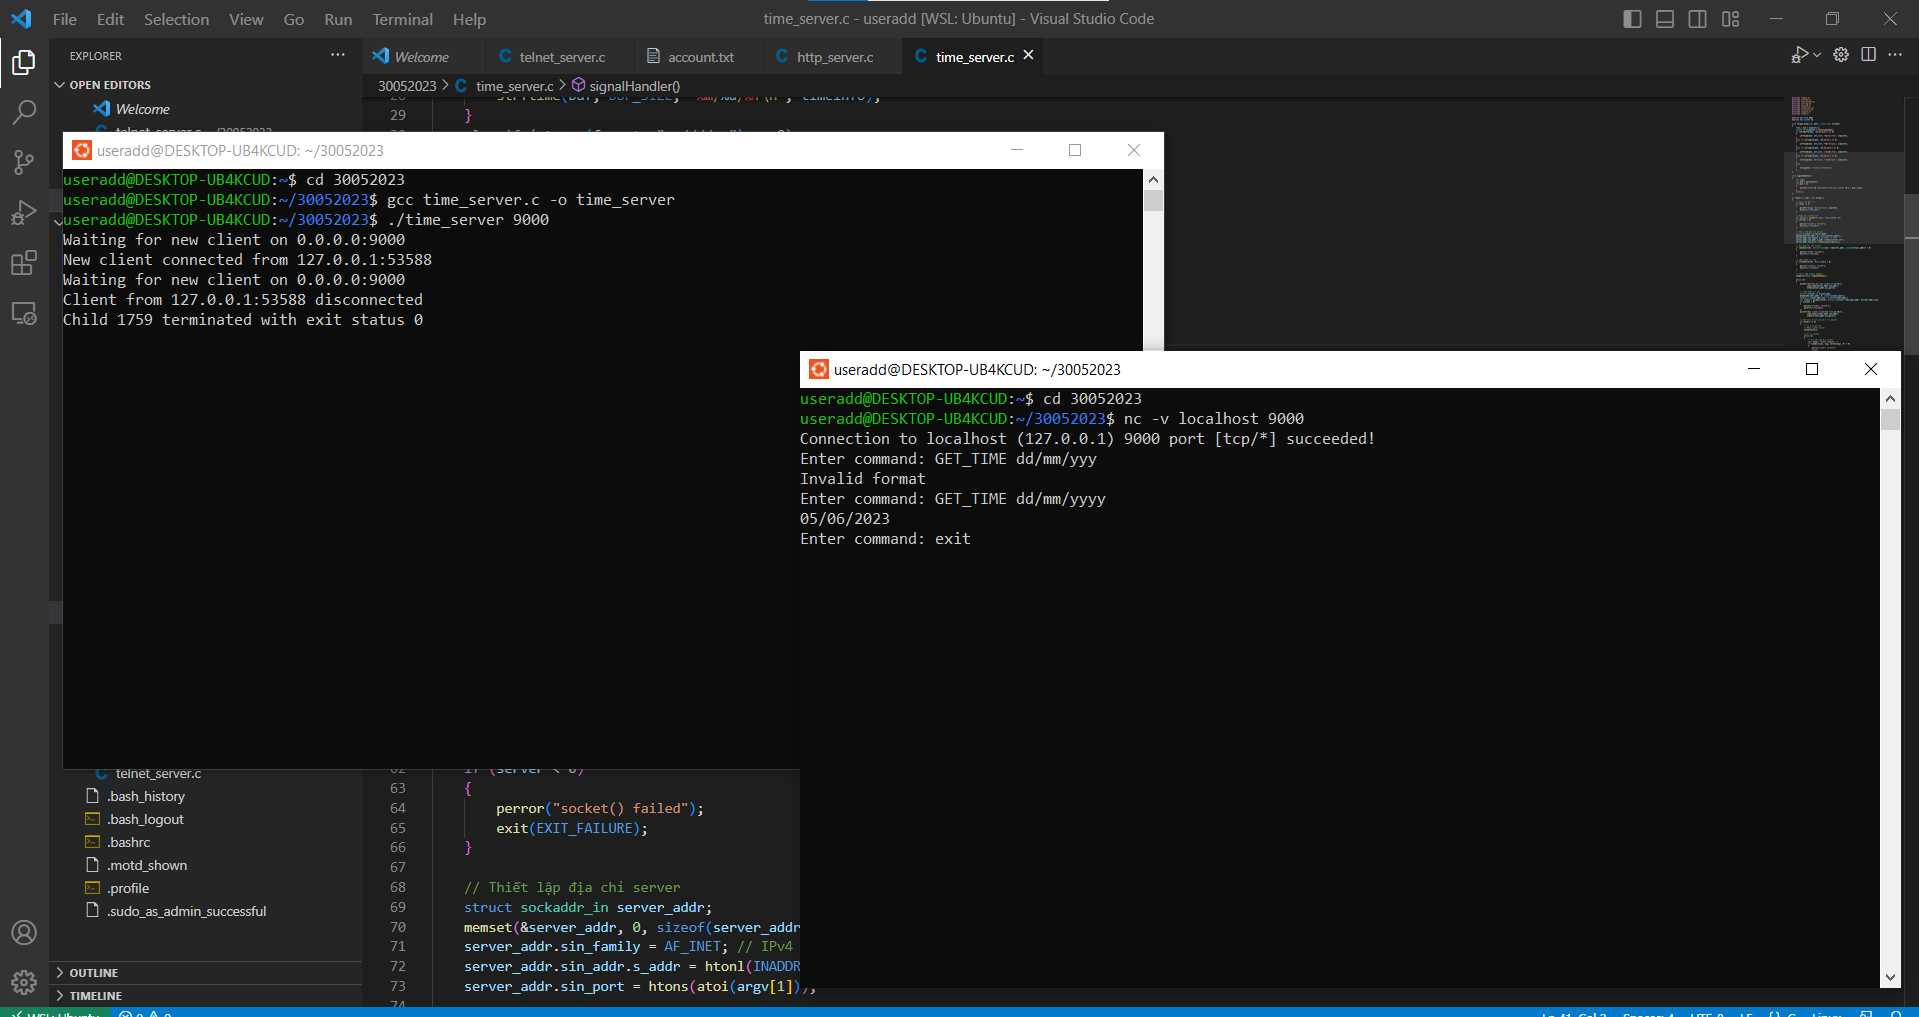 File Edit Selection View Go Run Terminal Help
time_server.c - useradd [WSL: Ubuntu] - Visual Studio Code
EXPLORER
OPEN EDITORS
Welcome
telnet_server.c ~/30052023
Welcome
telnet_server.c
account.txt
http_server.c
time_server.c
30052023 > time_server.c > signalHandler()
29 }
useradd@DESKTOP-UB4KCUD: ~/30052023
useradd@DESKTOP-UB4KCUD:~$ cd 30052023
useradd@DESKTOP-UB4KCUD:~/30052023$ gcc time_server.c -o time_server
useradd@DESKTOP-UB4KCUD:~/30052023$ ./time_server 9000
Waiting for new client on 0.0.0.0:9000
New client connected from 127.0.0.1:53588
Waiting for new client on 0.0.0.0:9000
Client from 127.0.0.1:53588 disconnected
Child 1759 terminated with exit status 0
useradd@DESKTOP-UB4KCUD: ~/30052023
useradd@DESKTOP-UB4KCUD:~$ cd 30052023
useradd@DESKTOP-UB4KCUD:~/30052023$ nc -v localhost 9000
Connection to localhost (127.0.0.1) 9000 port [tcp/*] succeeded!
Enter command: GET_TIME dd/mm/yyy
Invalid format
Enter command: GET_TIME dd/mm/yyyy
05/06/2023
Enter command: exit
telnet_server.c
.bash_history
.bash_logout
.bashrc
.motd_shown
.profile
.sudo_as_admin_successful
OUTLINE
TIMELINE
62 if (server < 0)
63 {
64 perror("socket() failed");
65 exit(EXIT_FAILURE);
66 }
67
68 // Thiết lập địa chỉ server
69 struct sockaddr_in server_addr;
70 memset(&server_addr, 0, sizeof(server_addr
71 server_addr.sin_family = AF_INET; // IPv4
72 server_addr.sin_addr.s_addr = htonl(INADDR
73 server_addr.sin_port = htons(atoi(argv[1]));
74
WSL: Ubuntu